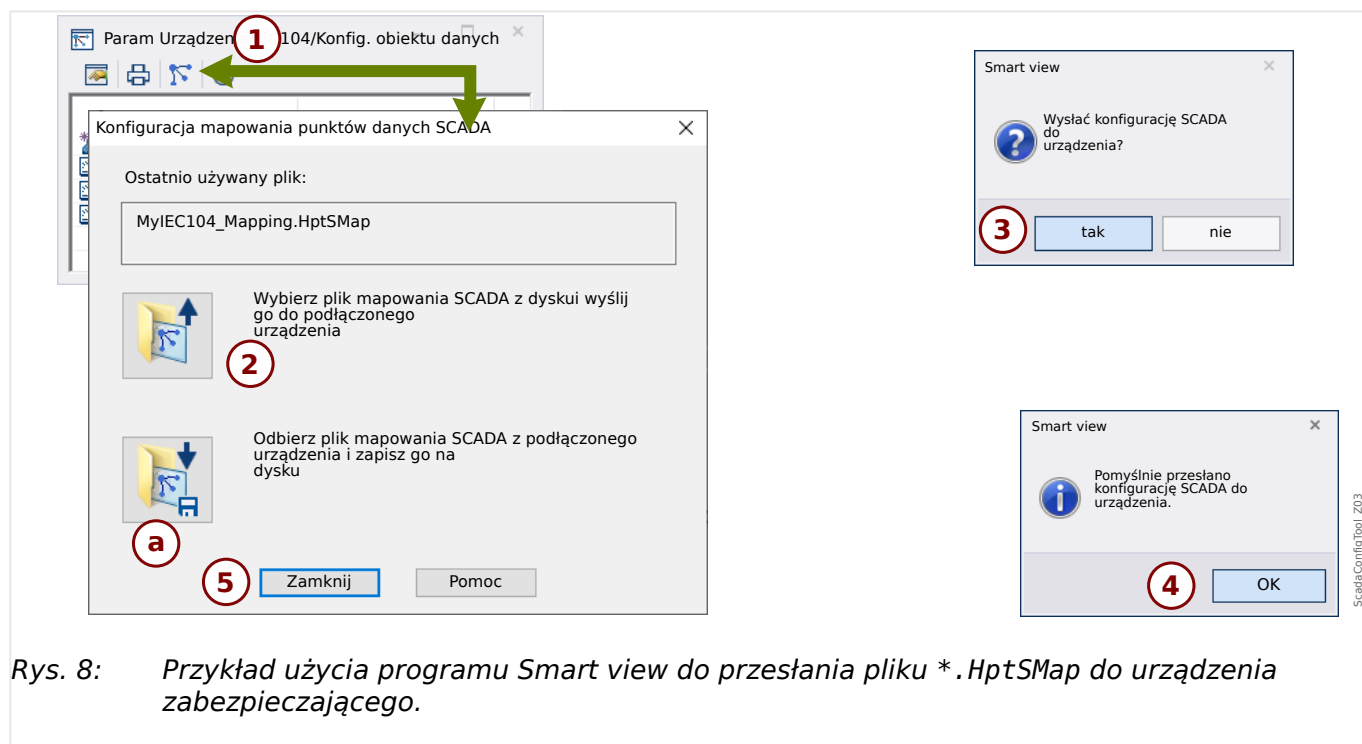 Param Urządzen 1 104/Konfig. obiektu danych
Konfiguracja mapowania punktów danych SCADA
Ostatnio używany plik:
MyIEC104_Mapping.HptSMap
Wybierz plik mapowania SCADA z dyskui wyślij
go do podłączonego
urządzenia
2
Odbierz plik mapowania SCADA z podłączonego
urządzenia i zapisz go na
dysku
a
5 Zamknij Pomoc
Smart view
Wysłać konfigurację SCADA
do
urządzenia?
3 tak nie
Smart view
Pomyślnie przesłano
konfigurację SCADA do
urządzenia.
4 OK
ScadaConfigTool_Z03
Rys. 8: Przykład użycia programu Smart view do przesłania pliku *.HptSMap do urządzenia
zabezpieczającego.